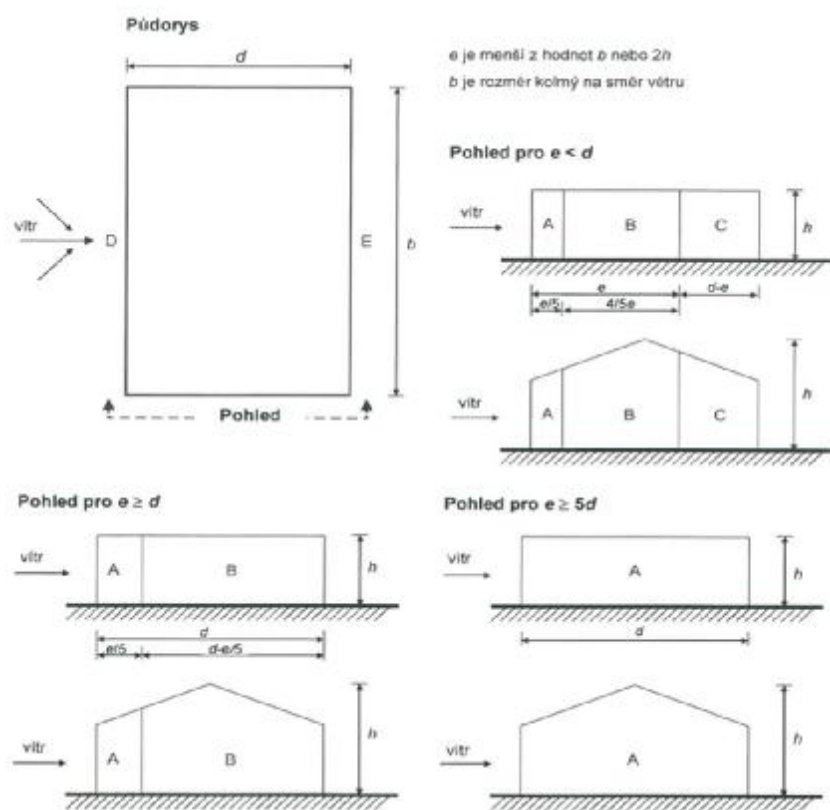 Půdorys
d
e je menší z hodnot b nebo 2h
b je rozměr kolmý na směr větru
vítr
D
E
b
Pohled
Pohled pro e < d
vítr
A
B
C
h
e
d-e
e/5
4/5e
vítr
A
B
C
h
Pohled pro e ≥ d
vítr
A
B
h
d
e/5
d-e/5
vítr
A
B
h
Pohled pro e ≥ 5d
vítr
A
h
d
vítr
A
h